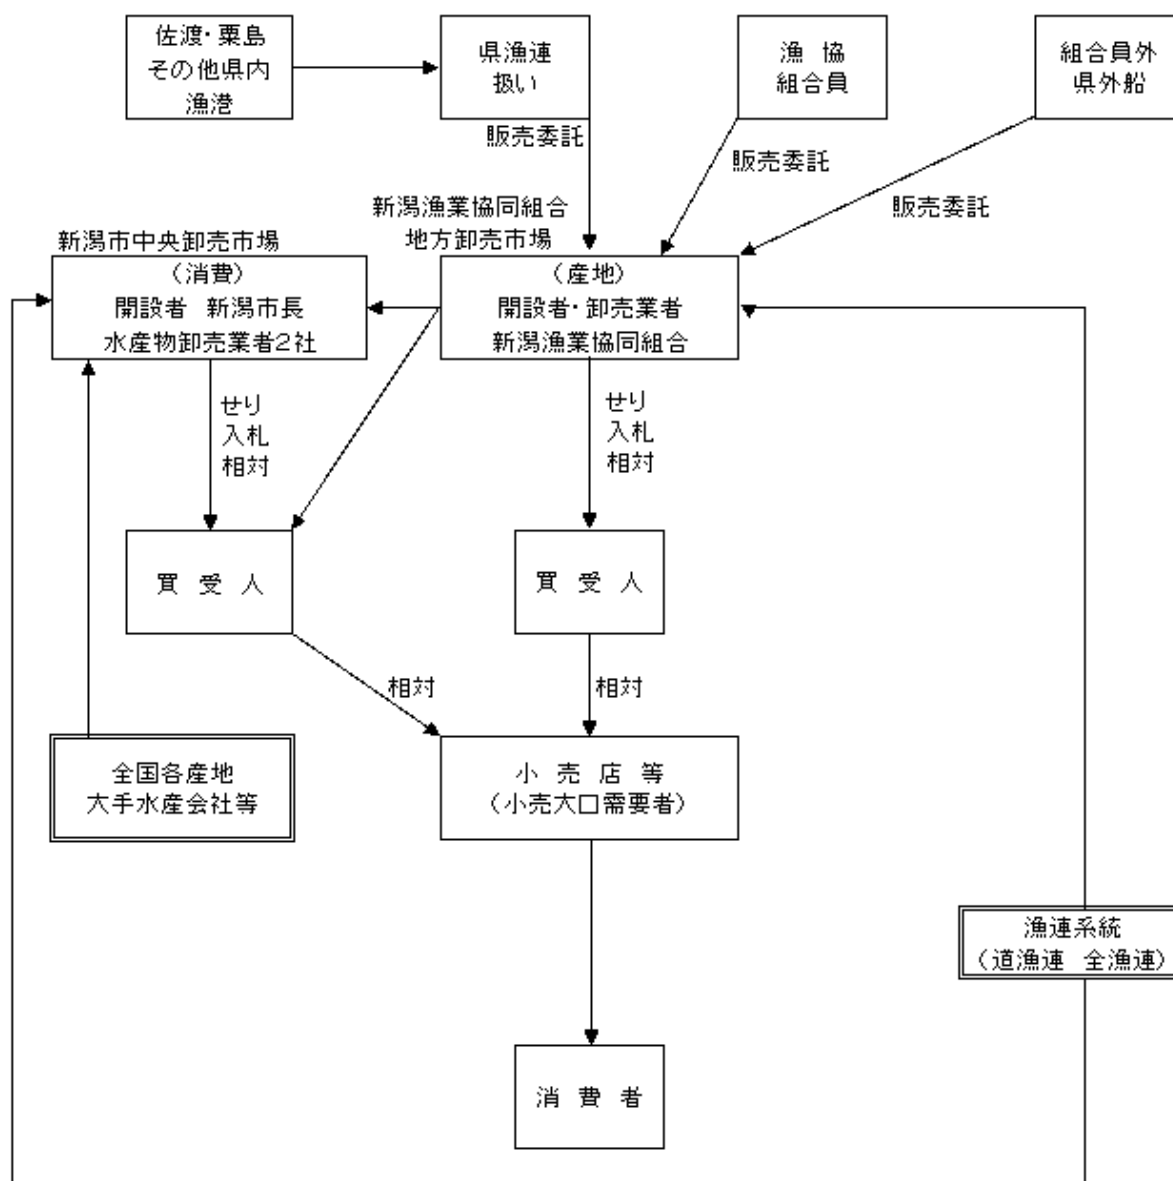 佐渡・粟島
その他県内
漁港
県漁連
扱い
漁 協
組合員
組合員外
県外船
販売委託
販売委託
販売委託
新潟漁業協同組合
地方卸売市場
新潟市中央卸売市場
（消費）
開設者 新潟市長
水産物卸売業者2社
（産地）
開設者・卸売業者
新潟漁業協同組合
せり
入札
相対
せり
入札
相対
買 受 人
買 受 人
相対
相対
全国各産地
大手水産会社等
小 売 店 等
（小売大口需要者）
漁連系統
（道漁連 全漁連）
消 費 者